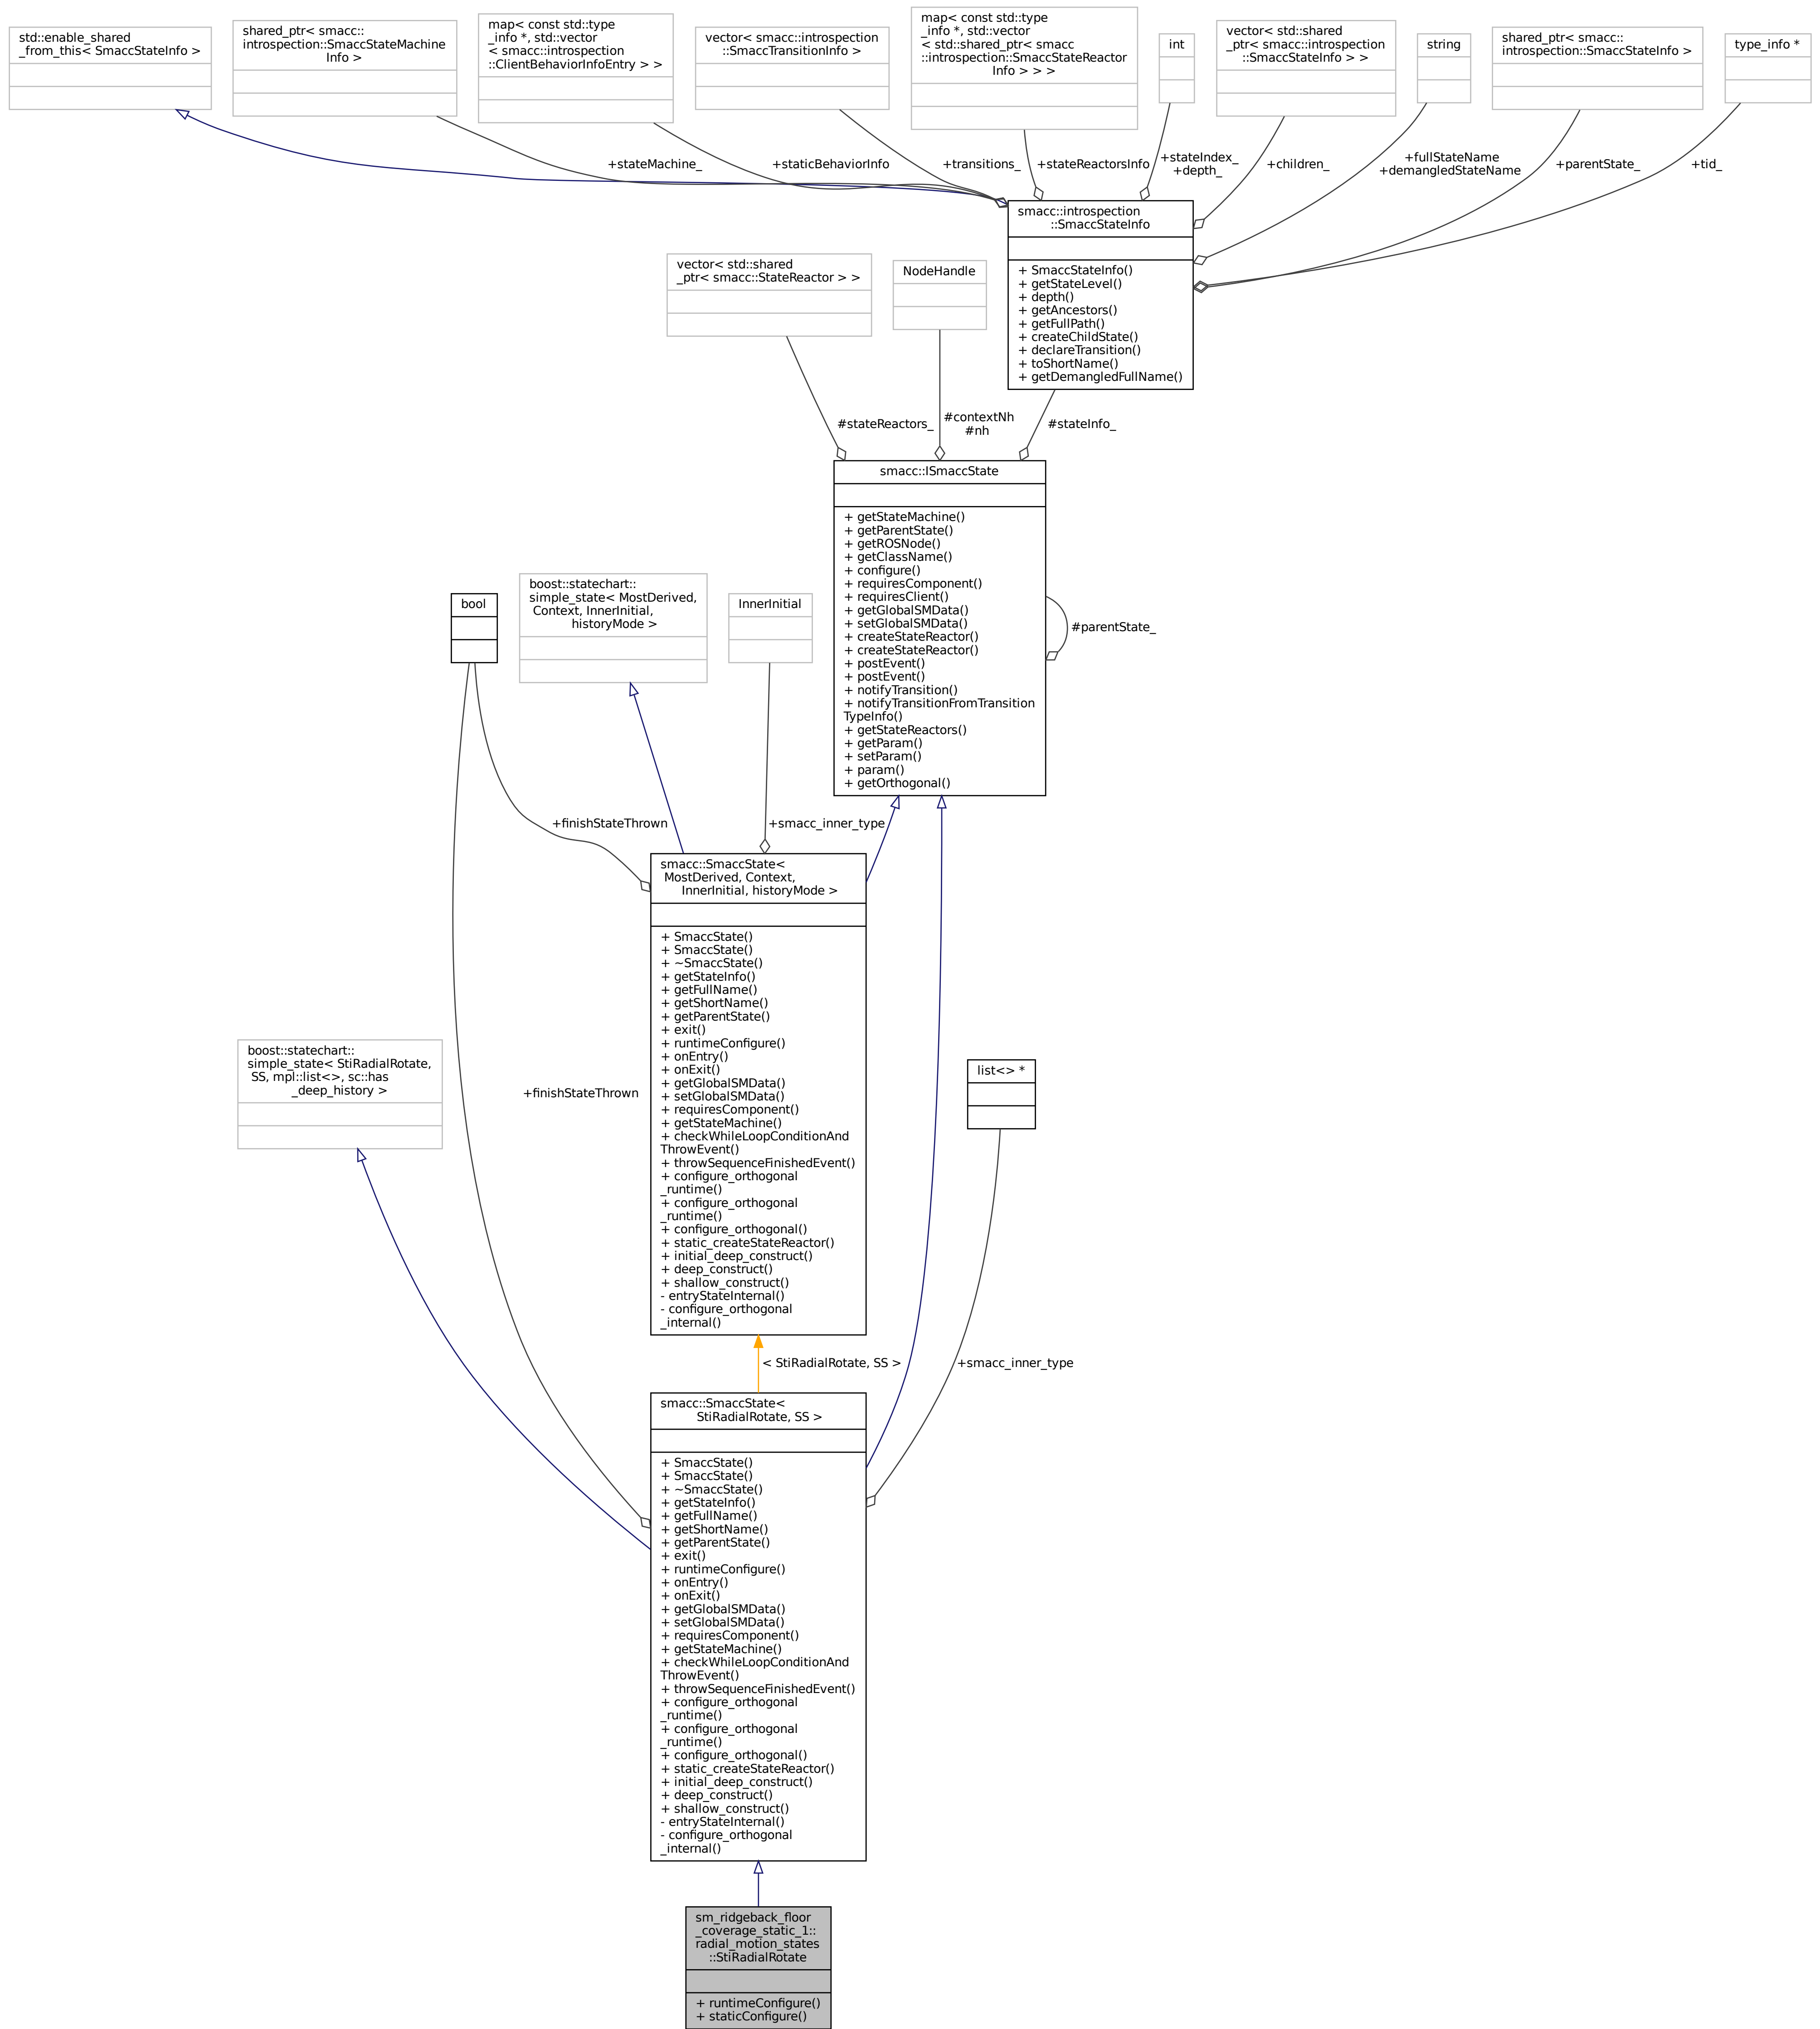 std::enable_shared
_from_this< SmaccStateInfo >
shared_ptr< smacc::
introspection::SmaccStateMachine
Info >
map< const std::type
_info *, std::vector
< smacc::introspection
::ClientBehaviorInfoEntry > >
vector< smacc::introspection
::SmaccTransitionInfo >
map< const std::type
_info *, std::vector
< std::shared_ptr< smacc
::introspection::SmaccStateReactor
Info > > >
int
vector< std::shared
_ptr< smacc::introspection
::SmaccStateInfo > >
string
shared_ptr< smacc::
introspection::SmaccStateInfo >
type_info *
+stateMachine_
+staticBehaviorInfo
+transitions_
+stateReactorsInfo
+stateIndex_
+depth_
+children_
+fullStateName
+demangledStateName
+parentState_
+tid_
smacc::introspection
::SmaccStateInfo
+ SmaccStateInfo()
+ getStateLevel()
+ depth()
+ getAncestors()
+ getFullPath()
+ createChildState()
+ declareTransition()
+ toShortName()
+ getDemangledFullName()
vector< std::shared
_ptr< smacc::StateReactor > >
NodeHandle
#stateReactors_
#contextNh
#nh
#stateInfo_
smacc::ISmaccState
+ getStateMachine()
+ getParentState()
+ getROSNode()
+ getClassName()
+ configure()
+ requiresComponent()
+ requiresClient()
+ getGlobalSMData()
+ setGlobalSMData()
+ createStateReactor()
+ createStateReactor()
+ postEvent()
+ postEvent()
+ notifyTransition()
+ notifyTransitionFromTransition
TypeInfo()
+ getStateReactors()
+ getParam()
+ setParam()
+ param()
+ getOrthogonal()
#parentState_
bool
boost::statechart::
simple_state< MostDerived,
Context, InnerInitial,
historyMode >
InnerInitial
+finishStateThrown
+smacc_inner_type
smacc::SmaccState<
MostDerived, Context,
InnerInitial, historyMode >
+ SmaccState()
+ SmaccState()
+ ~SmaccState()
+ getStateInfo()
+ getFullName()
+ getShortName()
+ getParentState()
+ exit()
+ runtimeConfigure()
+ onEntry()
+ onExit()
+ getGlobalSMData()
+ setGlobalSMData()
+ requiresComponent()
+ getStateMachine()
+ checkWhileLoopConditionAnd
ThrowEvent()
+ throwSequenceFinishedEvent()
+ configure_orthogonal
_runtime()
+ configure_orthogonal
_runtime()
+ configure_orthogonal()
+ static_createStateReactor()
+ initial_deep_construct()
+ deep_construct()
+ shallow_construct()
- entryStateInternal()
- configure_orthogonal
_internal()
boost::statechart::
simple_state< StiRadialRotate,
SS, mpl::list<>, sc::has
_deep_history >
+finishStateThrown
list<> *
< StiRadialRotate, SS >
+smacc_inner_type
smacc::SmaccState<
StiRadialRotate, SS >
+ SmaccState()
+ SmaccState()
+ ~SmaccState()
+ getStateInfo()
+ getFullName()
+ getShortName()
+ getParentState()
+ exit()
+ runtimeConfigure()
+ onEntry()
+ onExit()
+ getGlobalSMData()
+ setGlobalSMData()
+ requiresComponent()
+ getStateMachine()
+ checkWhileLoopConditionAnd
ThrowEvent()
+ throwSequenceFinishedEvent()
+ configure_orthogonal
_runtime()
+ configure_orthogonal
_runtime()
+ configure_orthogonal()
+ static_createStateReactor()
+ initial_deep_construct()
+ deep_construct()
+ shallow_construct()
- entryStateInternal()
- configure_orthogonal
_internal()
sm_ridgeback_floor
_coverage_static_1::
radial_motion_states
::StiRadialRotate
+ runtimeConfigure()
+ staticConfigure()